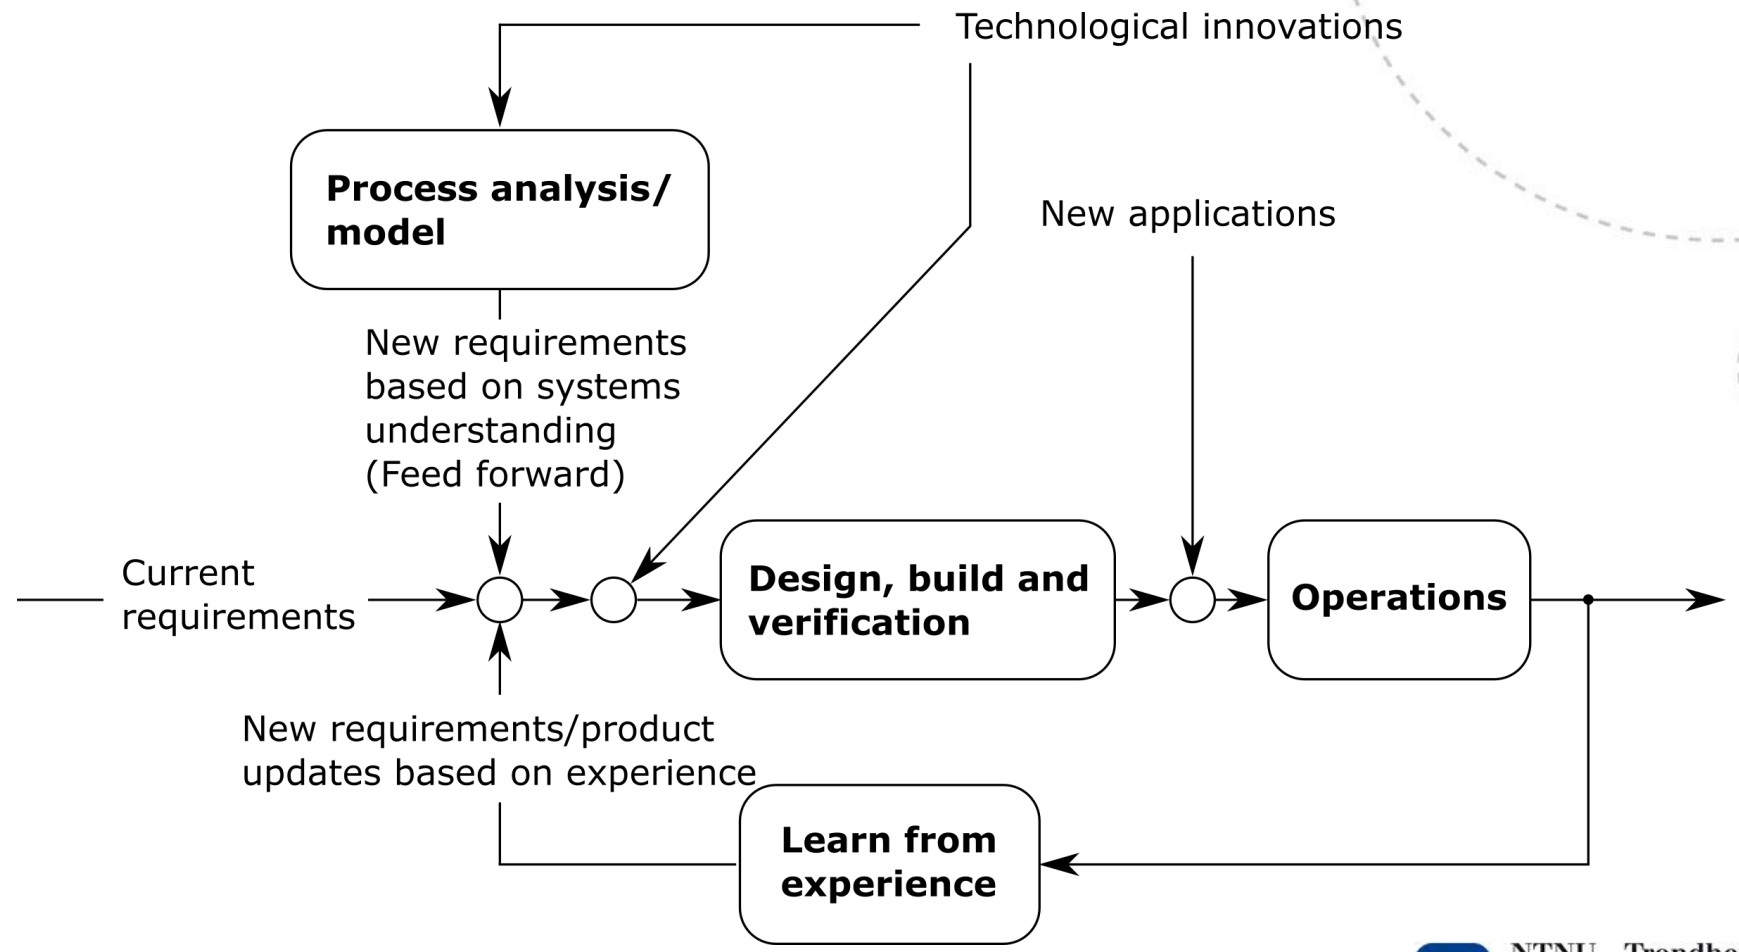 Technological innovations
Process analysis/
model
New applications
New requirements
based on systems
understanding
(Feed forward)
Current
requirements
Design, build and
verification
Operations
New requirements/product
updates based on experience
Learn from
experience
NTNU